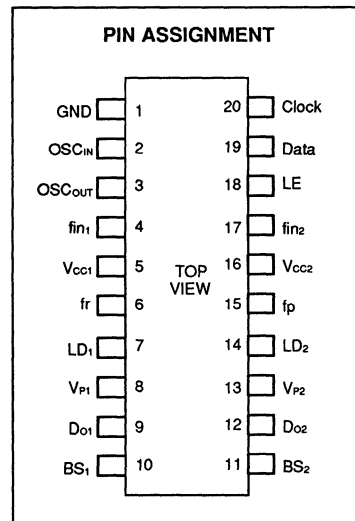 PIN ASSIGNMENT
GND 1 20 Clock
OSCIN 2 19 Data
OSCOUT 3 18 LE
fin1 4 17 fin2
VCC1 5 16 VCC2
TOP
VIEW
fr 6 15 fp
LD1 7 14 LD2
VP1 8 13 VP2
DO1 9 12 DO2
BS1 10 11 BS2